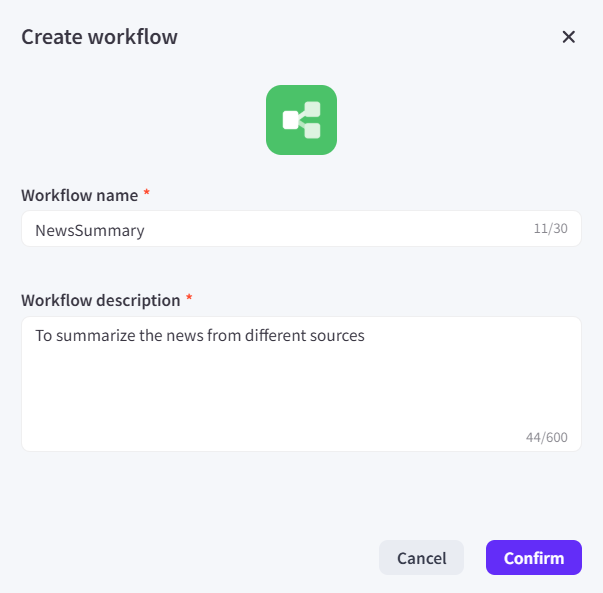 Create workflow
Workflow name *
NewsSummary
11/30
Workflow description *
To summarize the news from different sources
44/600
Cancel
Confirm